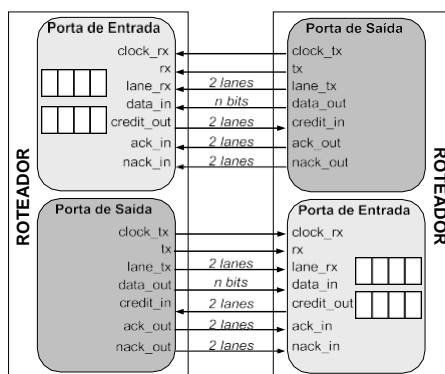 Porta de Entrada
clock_rx
rx
lane_rx
data_in
credit_out
ack_in
nack_in
2 lanes
n bits
2 lanes
2 lanes
2 lanes
Porta de Saída
clock_tx
tx
lane_tx
data_out
credit_in
ack_out
nack_out
ROTEADOR
ROTEADOR
Porta de Saída
clock_tx
tx
lane_tx
data_out
credit_in
ack_out
nack_out
2 lanes
n bits
2 lanes
2 lanes
2 lanes
Porta de Entrada
clock_rx
rx
lane_rx
data_in
credit_out
ack_in
nack_in